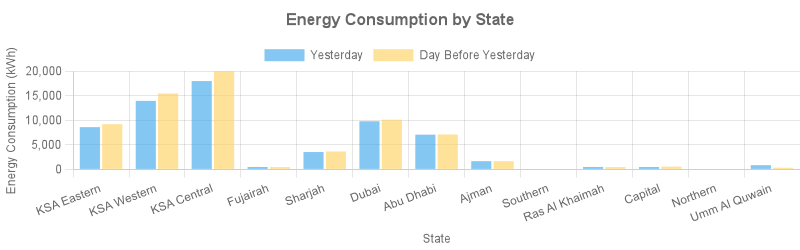 Energy Consumption by State
Yesterday
Day Before Yesterday
Energy Consumption (kWh)
20,000
15,000
10,000
5,000
0
KSA Eastern
KSA Western
KSA Central
Fujairah
Sharjah
Dubai
Abu Dhabi
Ajman
Southern
Ras Al Khaimah
Capital
Northern
Umm Al Quwain
State